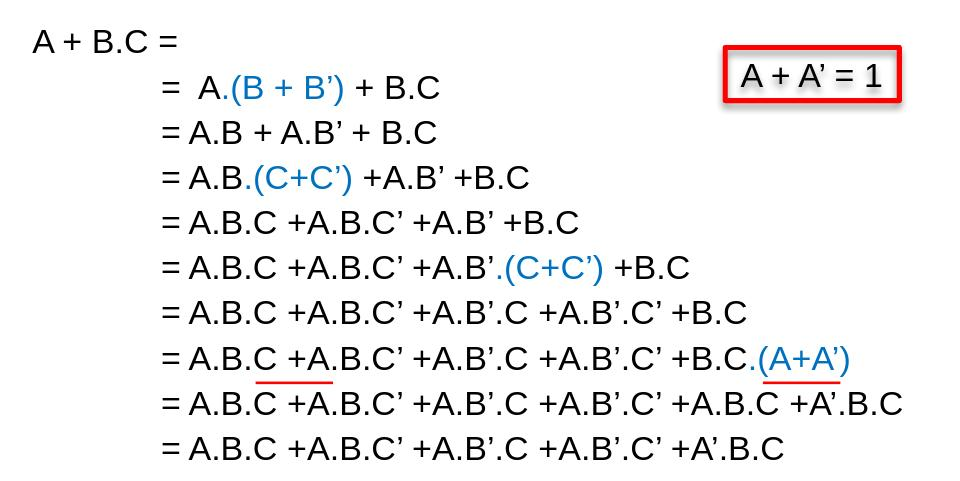 A + B.C =
= A.(B + B’) + B.C
A + A’ = 1
= A.B + A.B’ + B.C
= A.B.(C+C’) +A.B’ +B.C
= A.B.C +A.B.C’ +A.B’ +B.C
= A.B.C +A.B.C’ +A.B’.(C+C’) +B.C
= A.B.C +A.B.C’ +A.B’.C +A.B’.C’ +B.C
= A.B.C +A.B.C’ +A.B’.C +A.B’.C’ +B.C.(A+A’)
= A.B.C +A.B.C’ +A.B’.C +A.B’.C’ +A.B.C +A’.B.C
= A.B.C +A.B.C’ +A.B’.C +A.B’.C’ +A’.B.C